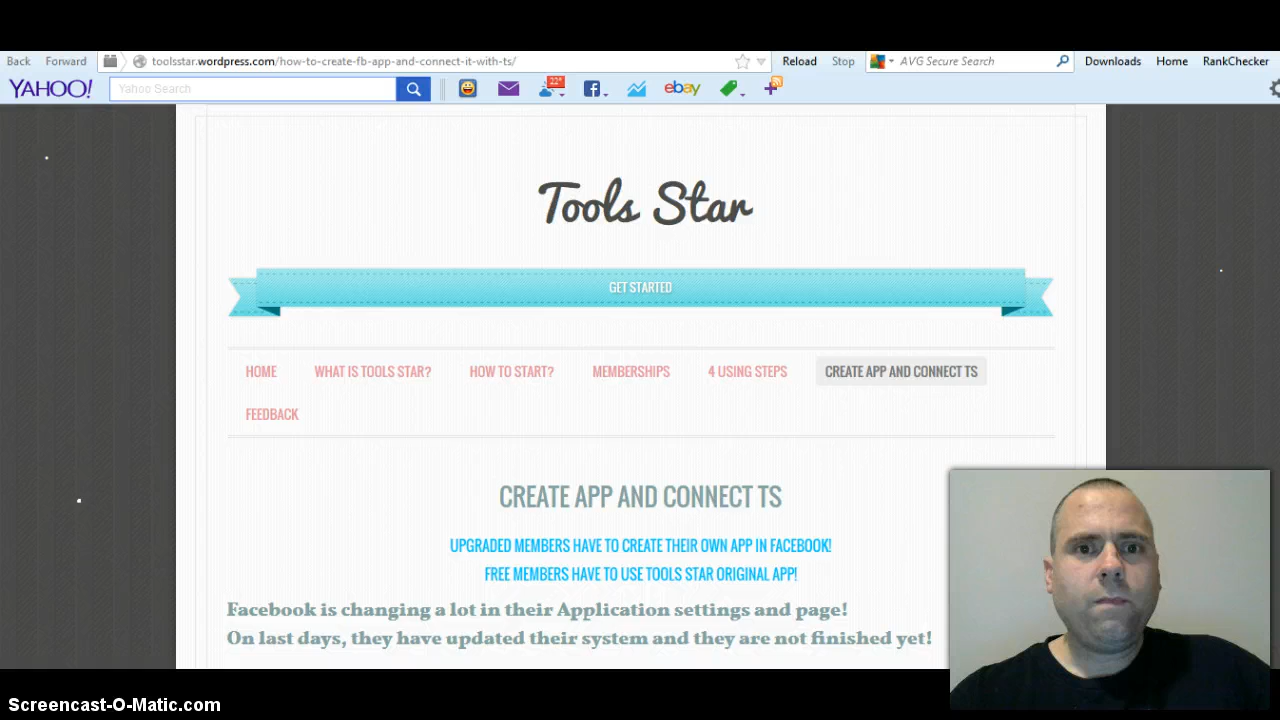 Back Forward toolsstar.wordpress.com/how-to-create-fb-app-and-connect-it-with-ts/ AVG Secure Search Reload Stop Downloads Home RankChecker
YAHOO! Yahoo Search 22° ebay
Tools Star
GET STARTED
HOME WHAT IS TOOLS STAR? HOW TO START? MEMBERSHIPS 4 USING STEPS CREATE APP AND CONNECT TS
FEEDBACK
CREATE APP AND CONNECT TS
UPGRADED MEMBERS HAVE TO CREATE THEIR OWN APP IN FACEBOOK!
FREE MEMBERS HAVE TO USE TOOLS STAR ORIGINAL APP!
Facebook is changing a lot in their Application settings and page!
On last days, they have updated their system and they are not finished yet!
Screencast-O-Matic.com